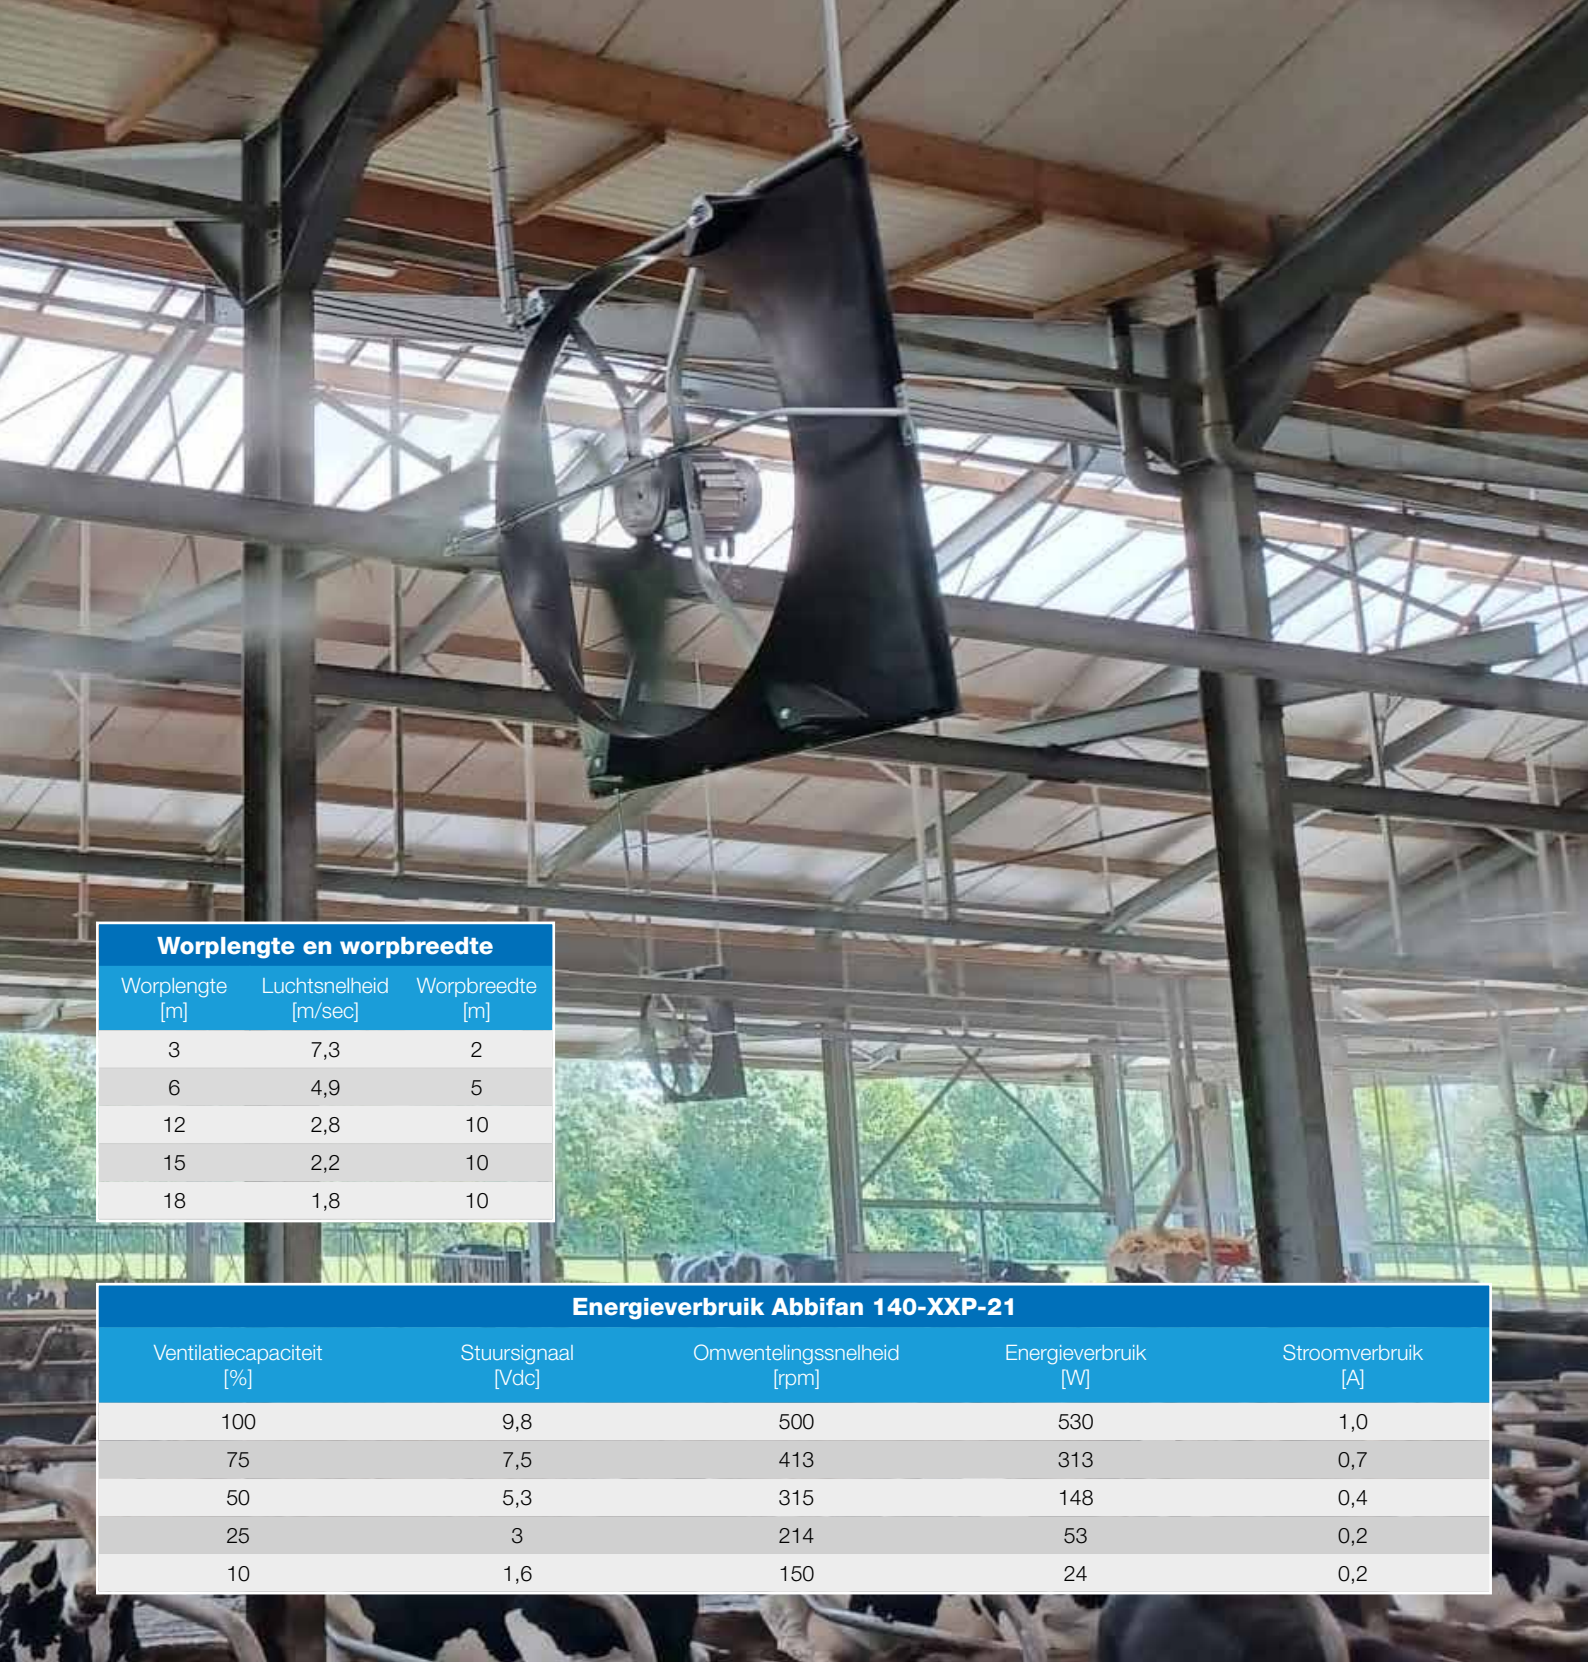 Worplengte en worpbreedte
Worplengte Luchtsnelheid Worpbreedte
[m] [m/sec] [m]
3 7,3 2
6 4,9 5
12 2,8 10
15 2,2 10
18 1,8 10
Energieverbruik Abbifan 140-XXP-21
Ventilatiecapaciteit Stuursignaal Omwentelingssnelheid Energieverbruik Stroomverbruik
[%] [Vdc] [rpm] [W] [A]
100 9,8 500 530 1,0
75 7,5 413 313 0,7
50 5,3 315 148 0,4
25 3 214 53 0,2
10 1,6 150 24 0,2